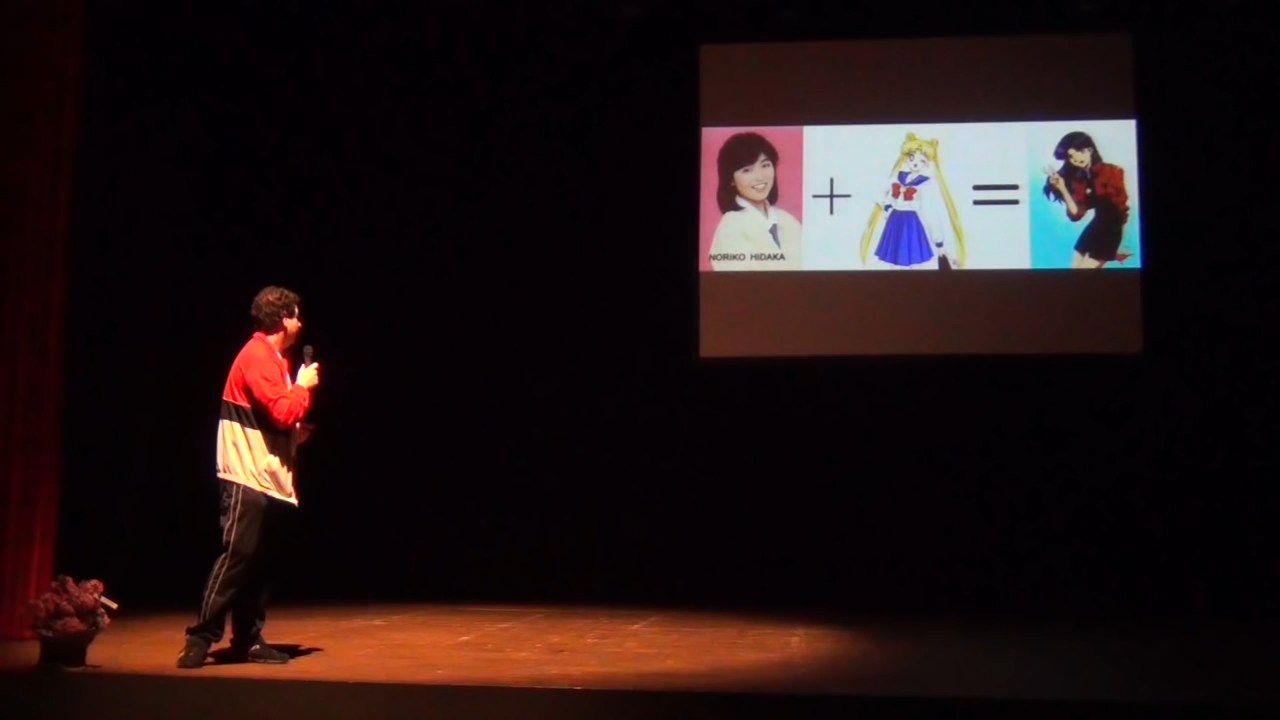 NORIKO HIDAKA
+ =